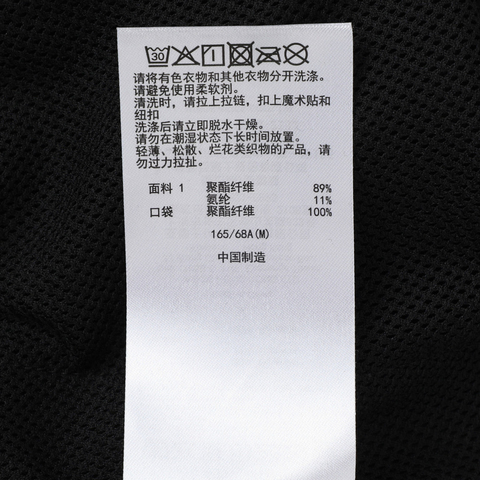 30
请将有色衣物和其他衣物分开洗涤。
请避免使用柔软剂。
清洗时，请拉上拉链，扣上魔术贴和
纽扣
洗涤后请立即脱水干燥。
请勿在潮湿状态下长时间放置。
轻薄、松散、烂花类织物的产品，请
勿过力拉扯。
面料 1 聚酯纤维 89%
氨纶 11%
口袋 聚酯纤维 100%
165/68A(M)
中国制造